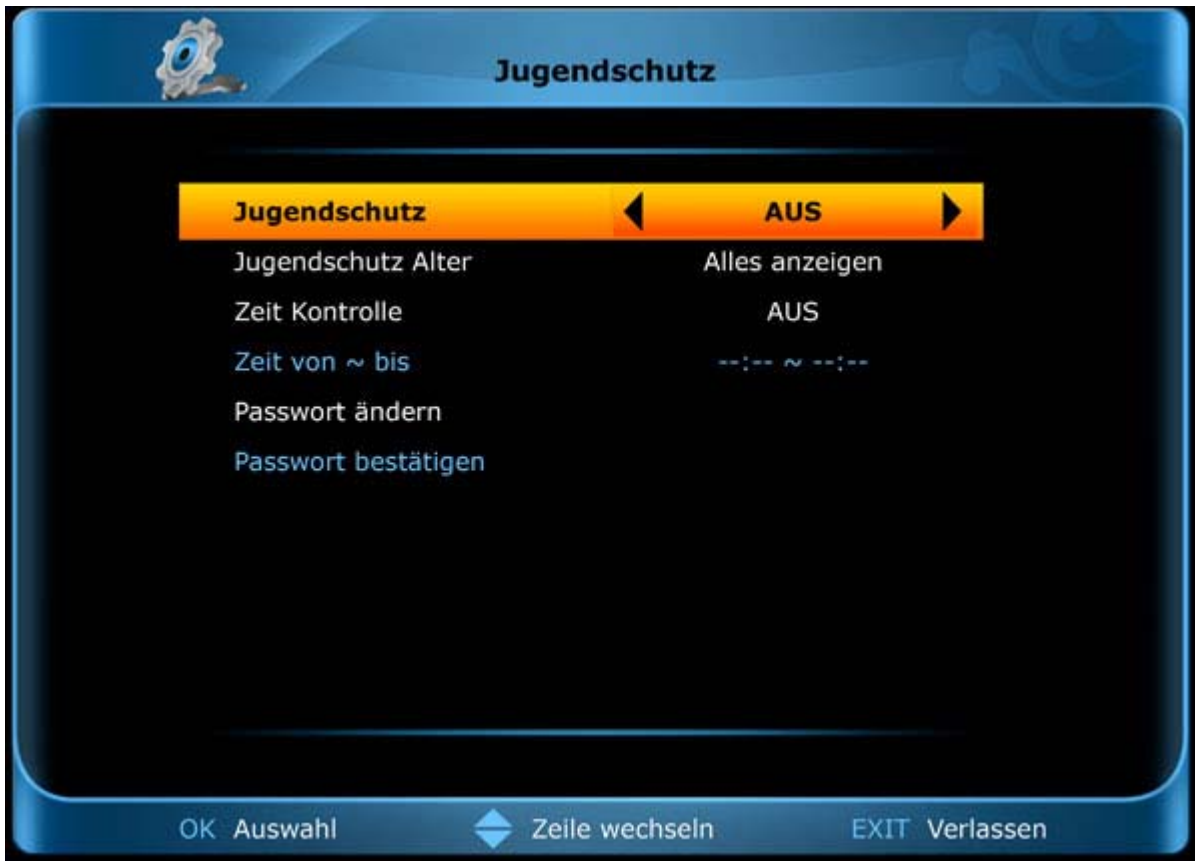 Jugendschutz
Jugendschutz AUS
Jugendschutz Alter Alles anzeigen
Zeit Kontrolle AUS
Zeit von ~ bis --:-- ~ --:--
Passwort ändern
Passwort bestätigen
OK Auswahl Zeile wechseln EXIT Verlassen